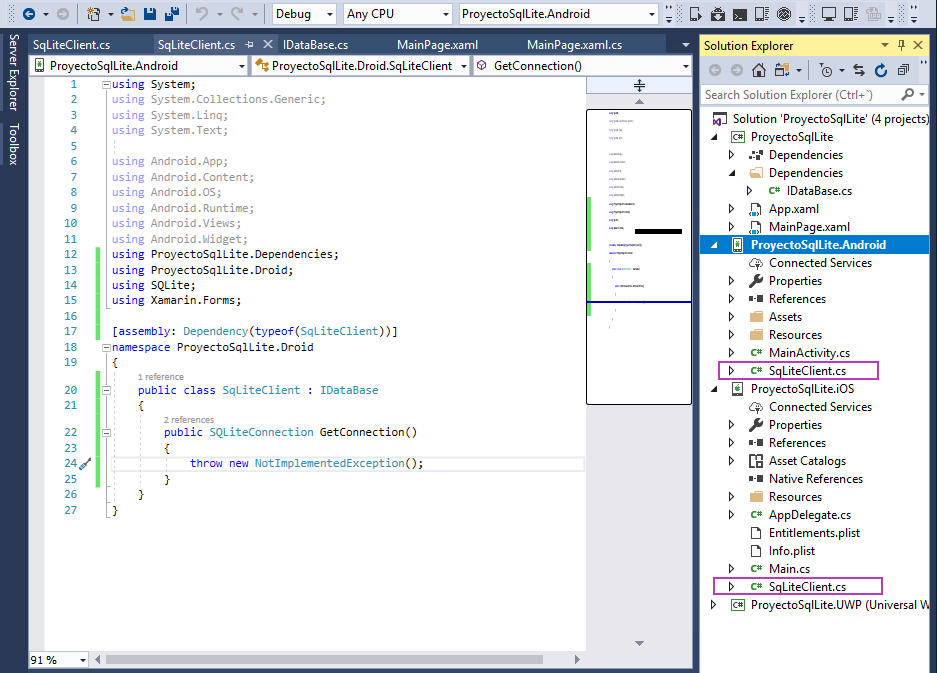 Debug
Any CPU
ProyectoSqlLite.Android
Server Explorer
Toolbox
SqLiteClient.cs
SqLiteClient.cs
IDataBase.cs
MainPage.xaml
MainPage.xaml.cs
ProyectoSqlLite.Android
ProyectoSqlLite.Droid.SqLiteClient
GetConnection()
1 using System;
2 using System.Collections.Generic;
3 using System.Linq;
4 using System.Text;
5
6 using Android.App;
7 using Android.Content;
8 using Android.OS;
9 using Android.Runtime;
10 using Android.Views;
11 using Android.Widget;
12 using ProyectoSqlLite.Dependencies;
13 using ProyectoSqlLite.Droid;
14 using SQLite;
15 using Xamarin.Forms;
16
17 [assembly: Dependency(typeof(SqLiteClient))]
18 namespace ProyectoSqlLite.Droid
19 {
1 reference
20 public class SqLiteClient : IDataBase
21 {
2 references
22 public SQLiteConnection GetConnection()
23 {
24 throw new NotImplementedException();
25 }
26 }
27 }
91 %
Solution Explorer
Search Solution Explorer (Ctrl+`)
Solution 'ProyectoSqlLite' (4 projects)
C# ProyectoSqlLite
Dependencies
Dependencies
C# IDataBase.cs
App.xaml
MainPage.xaml
ProyectoSqlLite.Android
Connected Services
Properties
References
Assets
Resources
C# MainActivity.cs
C# SqLiteClient.cs
ProyectoSqlLite.iOS
Connected Services
Properties
References
Asset Catalogs
Native References
Resources
C# AppDelegate.cs
Entitlements.plist
Info.plist
C# Main.cs
C# SqLiteClient.cs
C# ProyectoSqlLite.UWP (Universal W